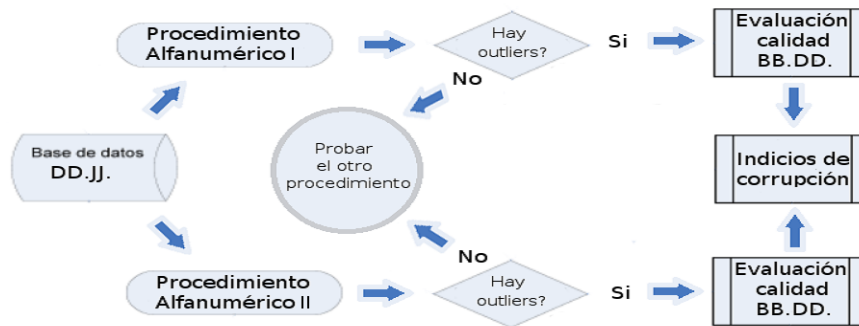 Procedimiento
Alfanumérico I
Hay
outliers?
Si
Evaluación
calidad
BB.DD.
No
Probar
el otro
procedimiento
Base de datos
DD.JJ.
Indicios de
corrupción
No
Procedimiento
Alfanumérico II
Hay
outliers?
Si
Evaluación
calidad
BB.DD.